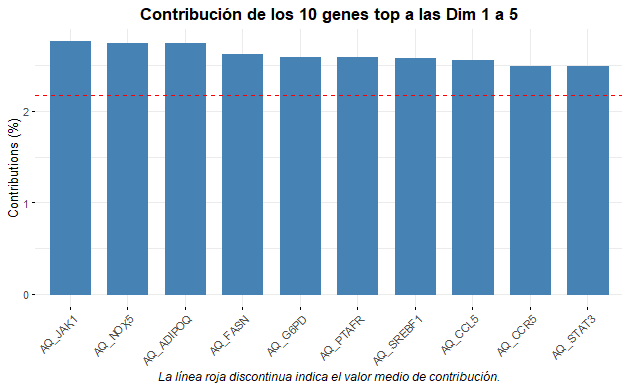 Contribución de los 10 genes top a las Dim 1 a 5
Contributions (%)
2
1
0
AQ_JAK1
AQ_NOX5
AQ_ADIPOQ
AQ_FASN
AQ_G6PD
AQ_PTAFR
AQ_SREBF1
AQ_CCL5
AQ_CCR5
AQ_STAT3
La línea roja discontinua indica el valor medio de contribución.